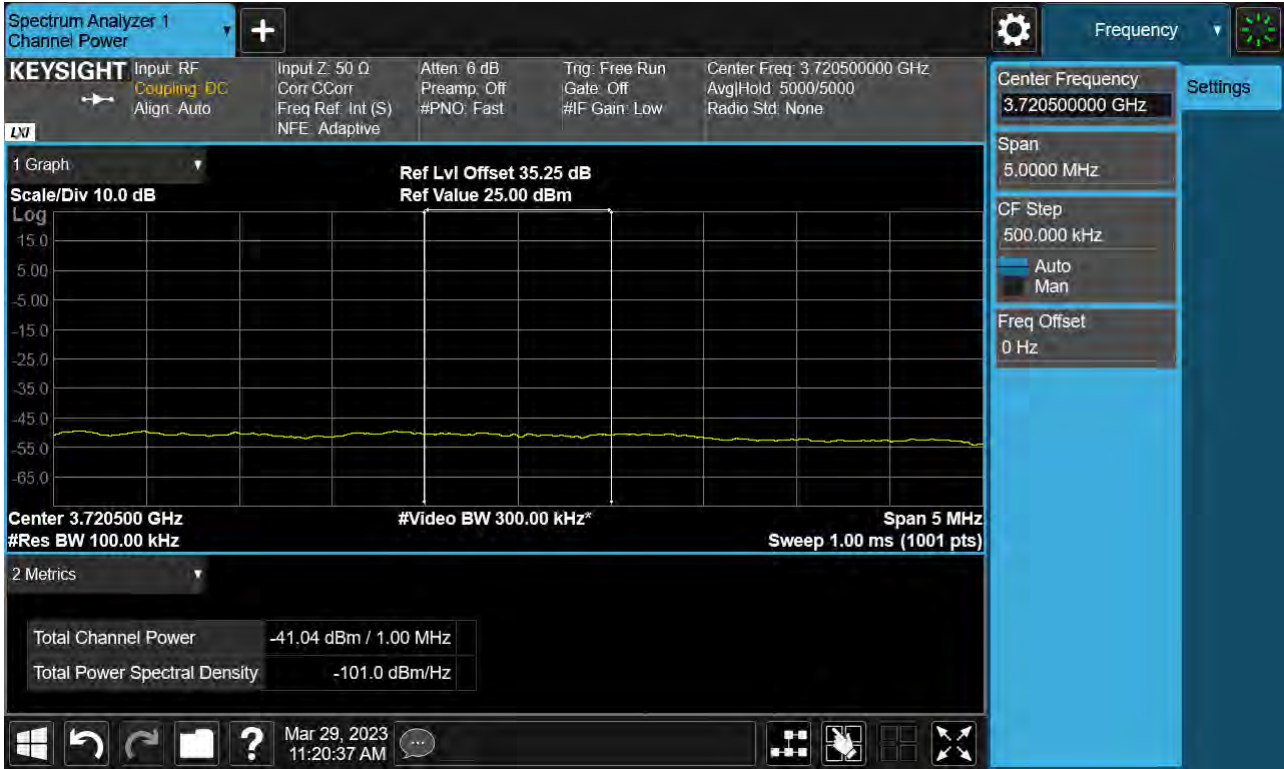 Spectrum Analyzer 1
Channel Power
+
Frequency
KEYSIGHT
LXI
Input: RF
Coupling: DC
Align: Auto
Input Z: 50 Ω
Corr CCorr
Freq Ref: Int (S)
NFE: Adaptive
Atten: 6 dB
Preamp: Off
#PNO: Fast
Trig: Free Run
Gate: Off
#IF Gain: Low
Center Freq: 3.720500000 GHz
Avg|Hold: 5000/5000
Radio Std: None
1 Graph
Scale/Div 10.0 dB
Ref Lvl Offset 35.25 dB
Ref Value 25.00 dBm
Log
15.0
5.00
-5.00
-15.0
-25.0
-35.0
-45.0
-55.0
-65.0
Center 3.720500 GHz
#Video BW 300.00 kHz*
Span 5 MHz
#Res BW 100.00 kHz
Sweep 1.00 ms (1001 pts)
2 Metrics
Total Channel Power -41.04 dBm / 1.00 MHz
Total Power Spectral Density -101.0 dBm/Hz
?
Mar 29, 2023
11:20:37 AM
Center Frequency
3.720500000 GHz
Settings
Span
5.0000 MHz
CF Step
500.000 kHz
Auto
Man
Freq Offset
0 Hz